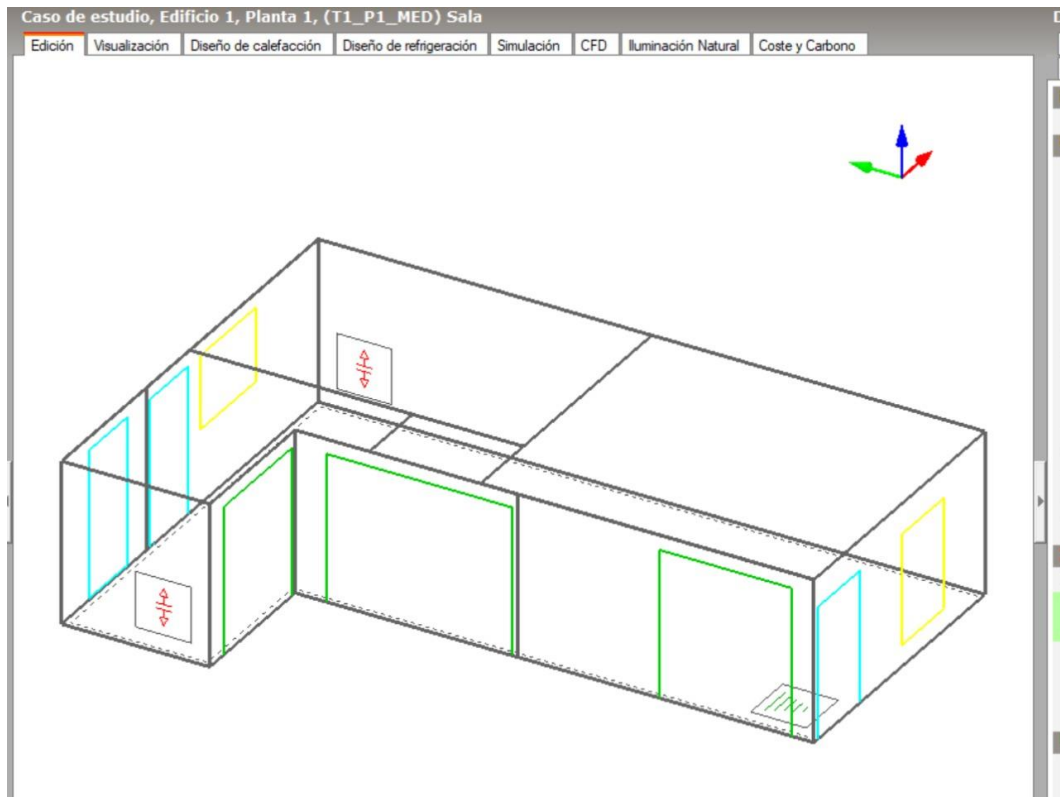 Caso de estudio, Edificio 1, Planta 1, (T1_P1_MED) Sala
Edición Visualización Diseño de calefacción Diseño de refrigeración Simulación CFD Iluminación Natural Coste y Carbono